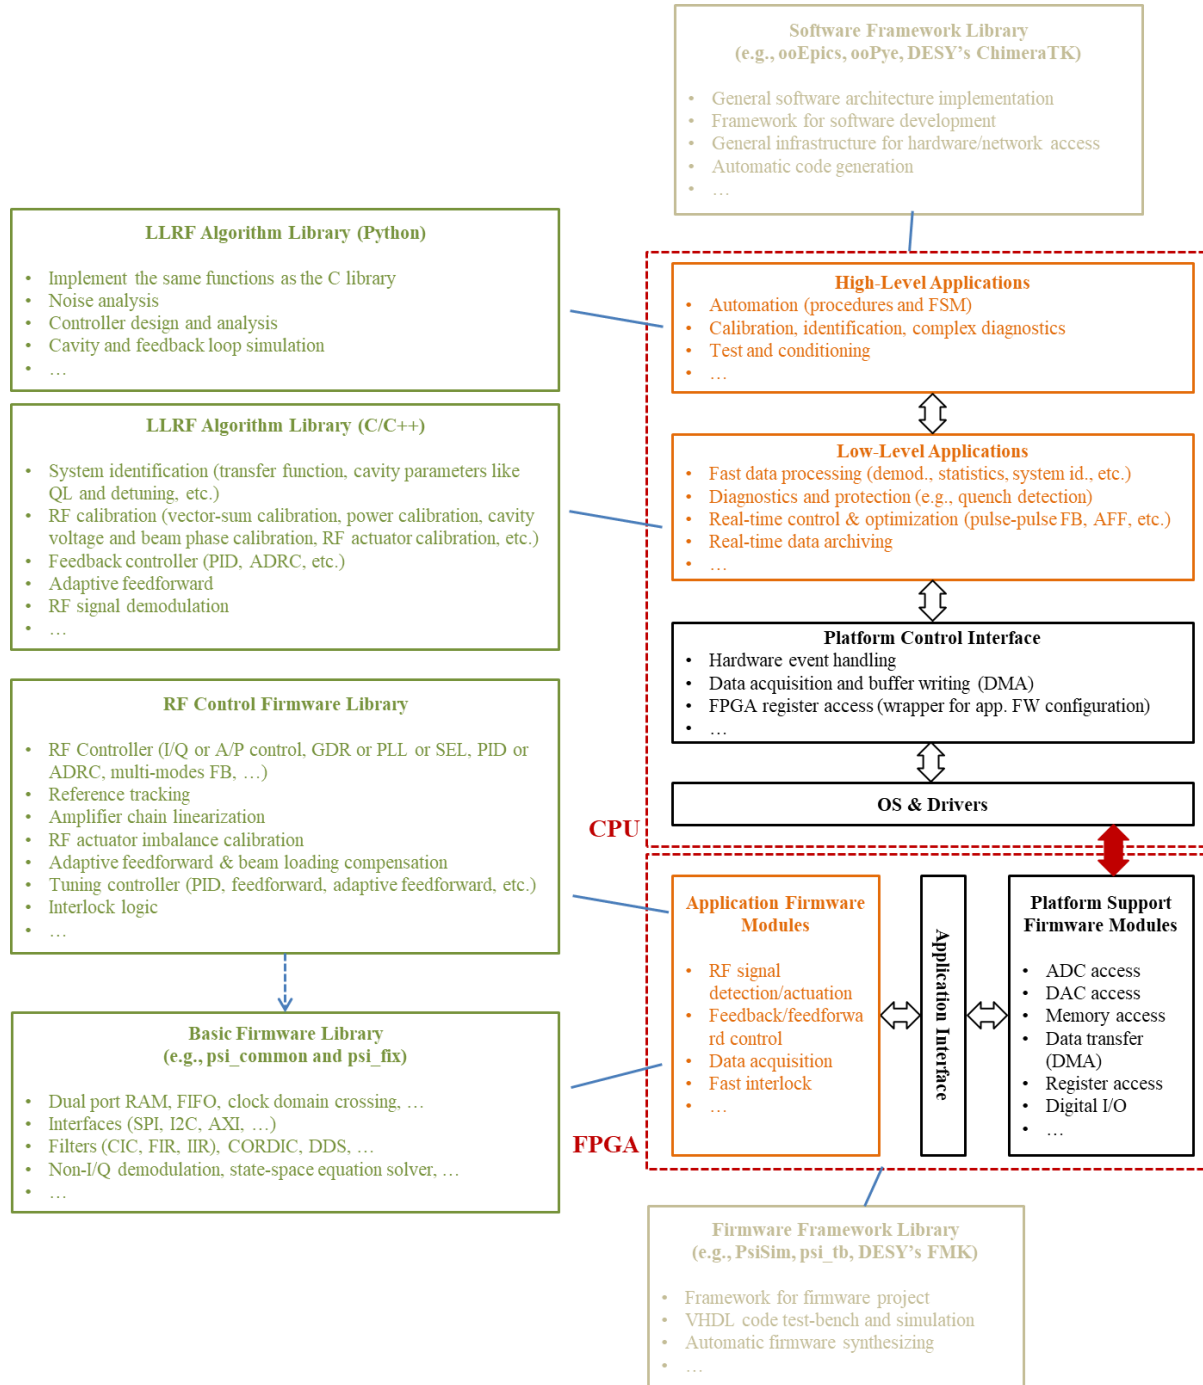 Software Framework Library
(e.g., ooEpics, ooPye, DESY's ChimeraTK)
• General software architecture implementation
• Framework for software development
• General infrastructure for hardware/network access
• Automatic code generation
• …
LLRF Algorithm Library (Python)
• Implement the same functions as the C library
• Noise analysis
• Controller design and analysis
• Cavity and feedback loop simulation
• …
High-Level Applications
• Automation (procedures and FSM)
• Calibration, identification, complex diagnostics
• Test and conditioning
• …
LLRF Algorithm Library (C/C++)
• System identification (transfer function, cavity parameters like
QL and detuning, etc.)
• RF calibration (vector-sum calibration, power calibration, cavity
voltage and beam phase calibration, RF actuator calibration, etc.)
• Feedback controller (PID, ADRC, etc.)
• Adaptive feedforward
• RF signal demodulation
• …
Low-Level Applications
• Fast data processing (demod., statistics, system id., etc.)
• Diagnostics and protection (e.g., quench detection)
• Real-time control & optimization (pulse-pulse FB, AFF, etc.)
• Real-time data archiving
• …
Platform Control Interface
• Hardware event handling
• Data acquisition and buffer writing (DMA)
• FPGA register access (wrapper for app. FW configuration)
• …
OS & Drivers
CPU
RF Control Firmware Library
• RF Controller (I/Q or A/P control, GDR or PLL or SEL, PID or
ADRC, multi-modes FB, …)
• Reference tracking
• Amplifier chain linearization
• RF actuator imbalance calibration
• Adaptive feedforward & beam loading compensation
• Tuning controller (PID, feedforward, adaptive feedforward, etc.)
• Interlock logic
• …
Application Firmware
Modules
• RF signal
detection/actuation
• Feedback/feedforwa
rd control
• Data acquisition
• Fast interlock
• …
Application Interface
Platform Support
Firmware Modules
• ADC access
• DAC access
• Memory access
• Data transfer
(DMA)
• Register access
• Digital I/O
• …
FPGA
Basic Firmware Library
(e.g., psi_common and psi_fix)
• Dual port RAM, FIFO, clock domain crossing, …
• Interfaces (SPI, I2C, AXI, …)
• Filters (CIC, FIR, IIR), CORDIC, DDS, …
• Non-I/Q demodulation, state-space equation solver, …
• …
Firmware Framework Library
(e.g., PsiSim, psi_tb, DESY's FMK)
• Framework for firmware project
• VHDL code test-bench and simulation
• Automatic firmware synthesizing
• …